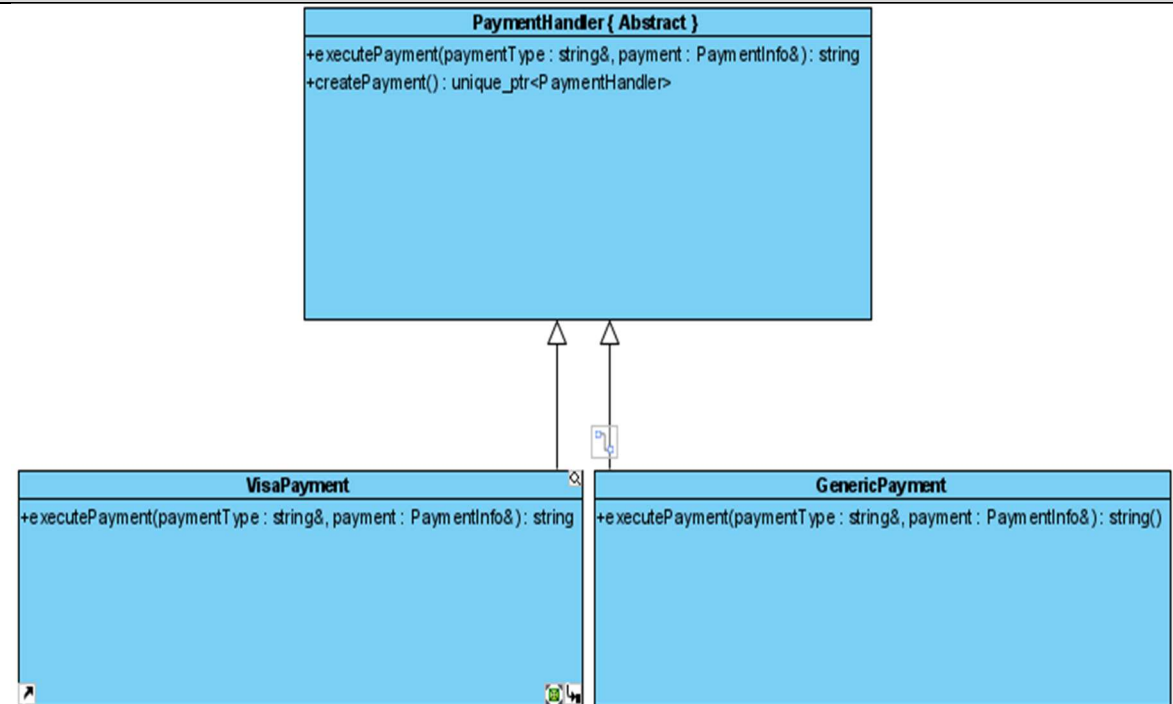 PaymentHandler { Abstract }
+executePayment(paymentType : string&, payment : PaymentInfo&) : string
+createPayment() : unique_ptr<PaymentHandler>
VisaPayment
+executePayment(paymentType : string&, payment : PaymentInfo&) : string
GenericPayment
+executePayment(paymentType : string&, payment : PaymentInfo&) : string()